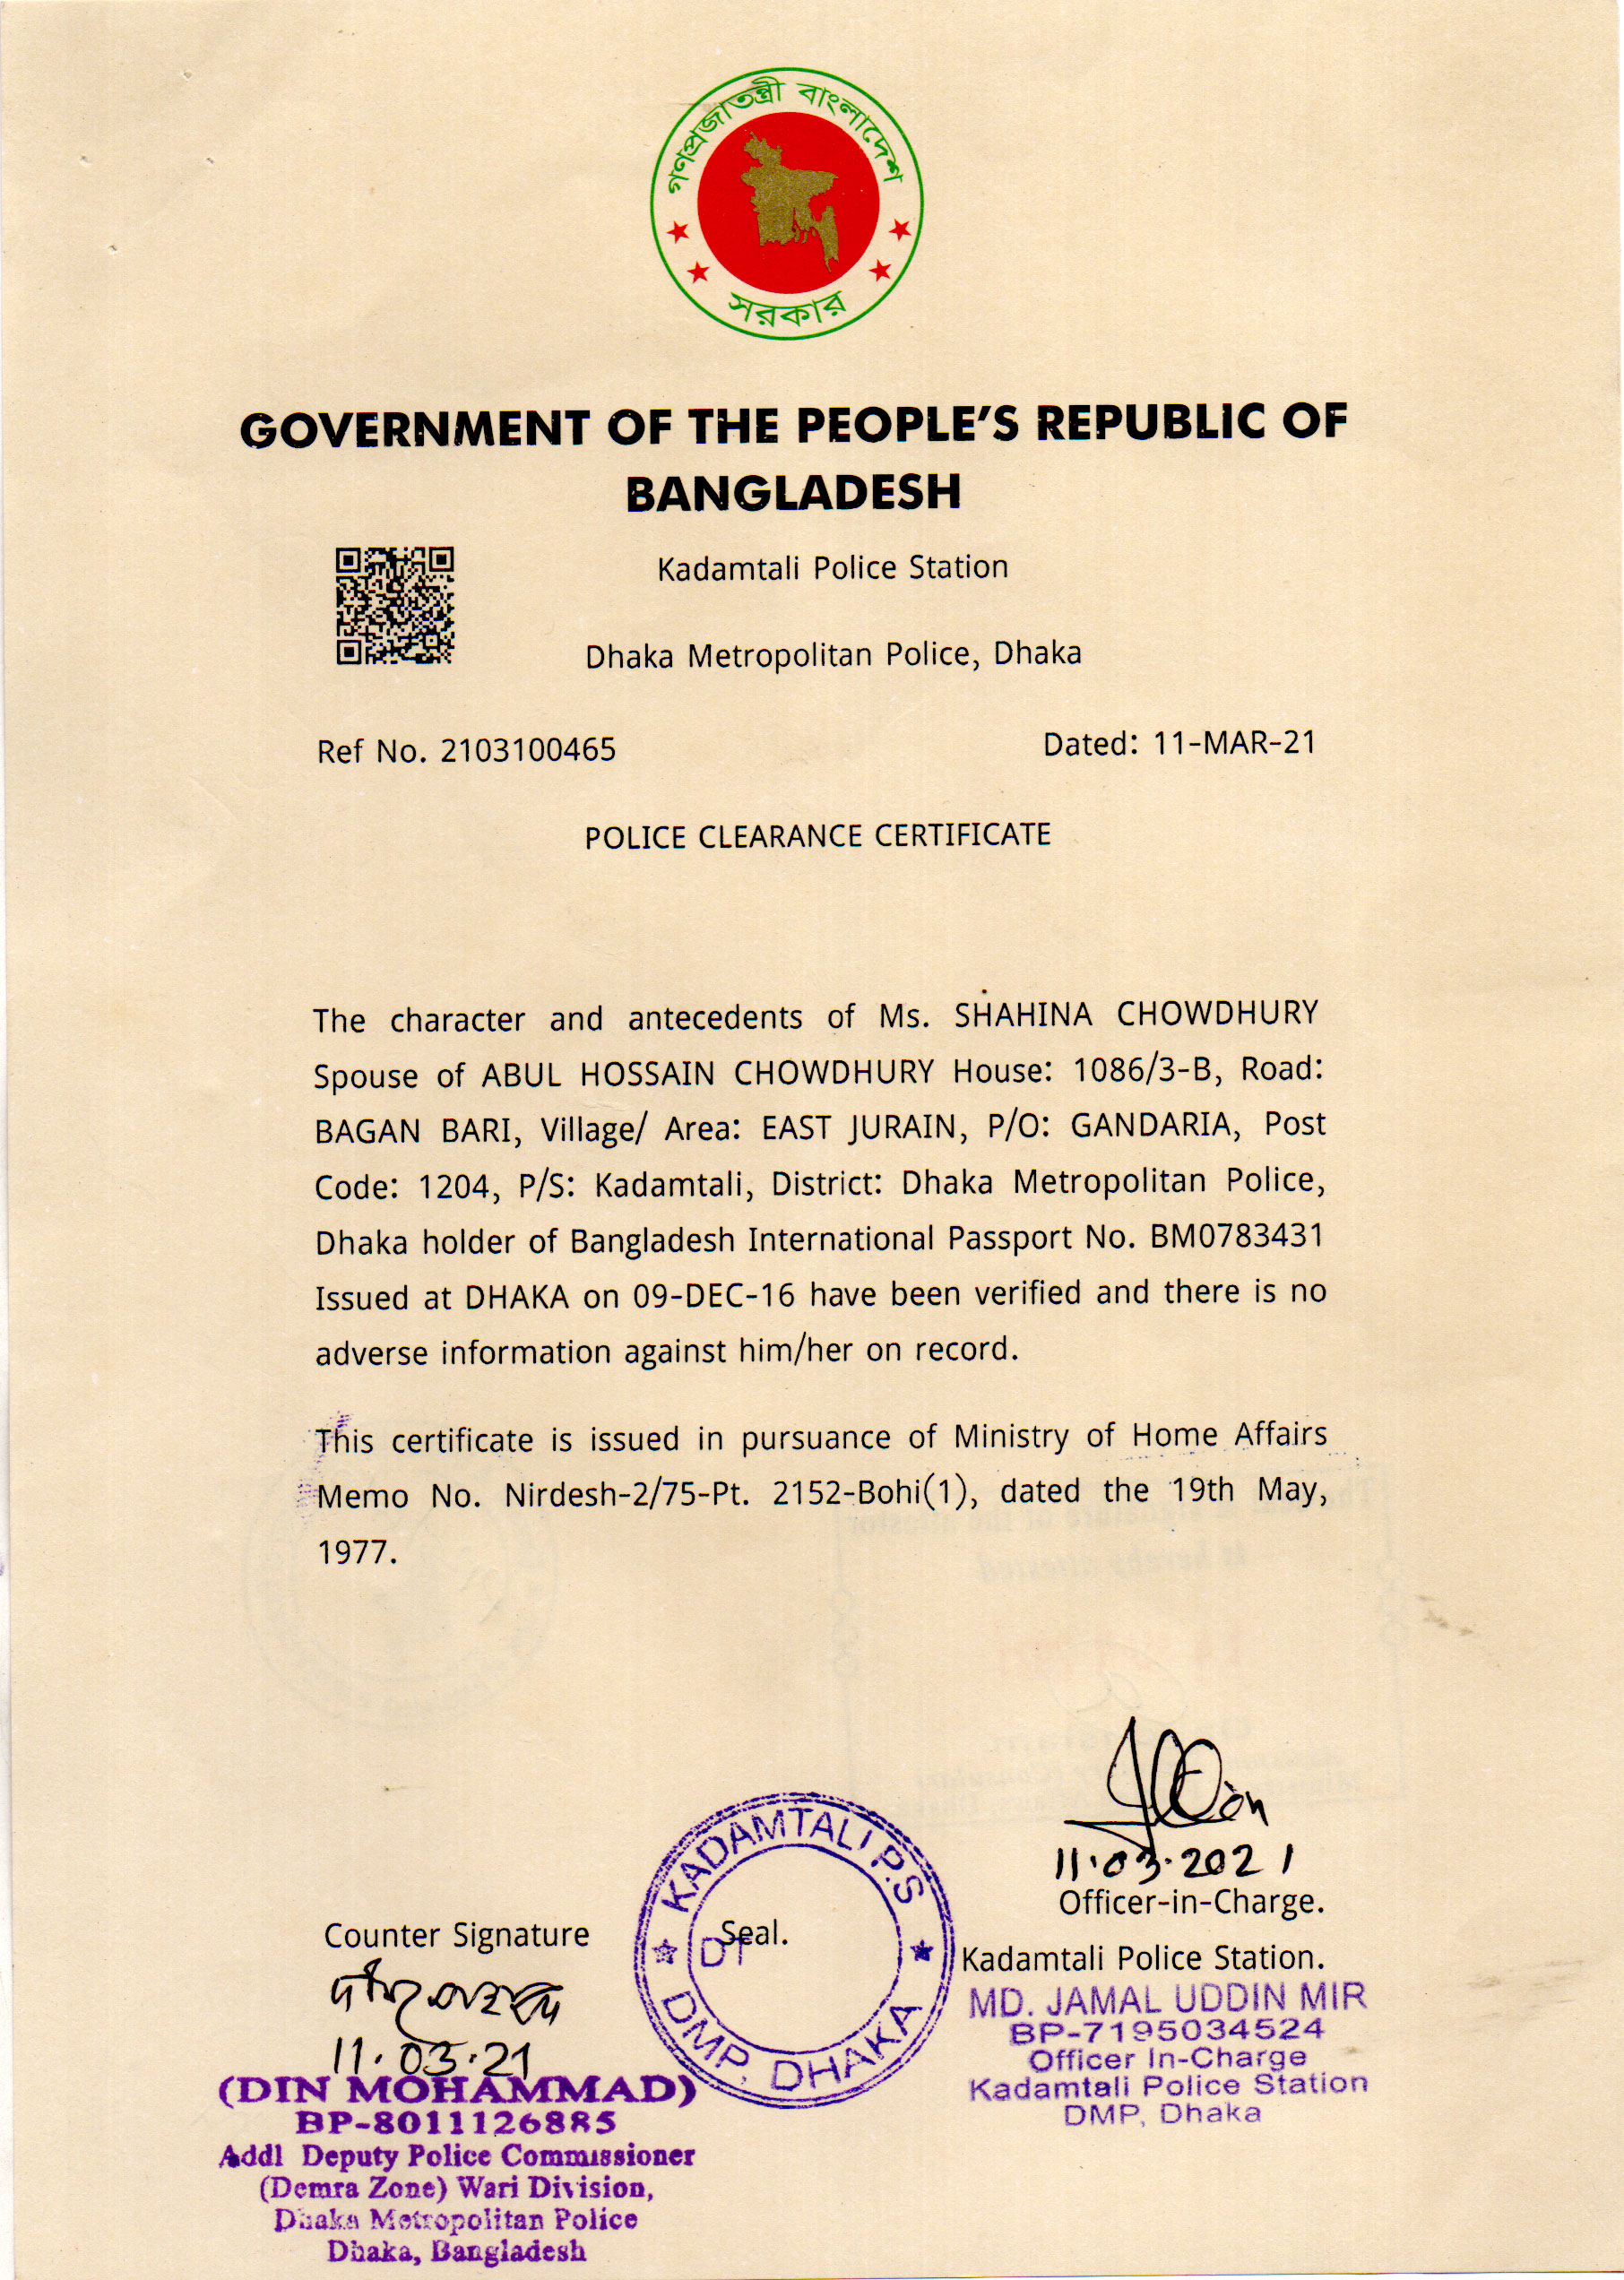 গণপ্রজাতন্ত্রী বাংলাদেশ
সরকার
GOVERNMENT OF THE PEOPLE'S REPUBLIC OF
BANGLADESH
Kadamtali Police Station
Dhaka Metropolitan Police, Dhaka
Ref No. 2103100465
Dated: 11-MAR-21
POLICE CLEARANCE CERTIFICATE
The character and antecedents of Ms. SHAHINA CHOWDHURY
Spouse of ABUL HOSSAIN CHOWDHURY House: 1086/3-B, Road:
BAGAN BARI, Village/ Area: EAST JURAIN, P/O: GANDARIA, Post
Code: 1204, P/S: Kadamtali, District: Dhaka Metropolitan Police,
Dhaka holder of Bangladesh International Passport No. BM0783431
Issued at DHAKA on 09-DEC-16 have been verified and there is no
adverse information against him/her on record.
This certificate is issued in pursuance of Ministry of Home Affairs
Memo No. Nirdesh-2/75-Pt. 2152-Bohi(1), dated the 19th May,
1977.
11.03.2021
Officer-in-Charge.
Kadamtali Police Station.
MD. JAMAL UDDIN MIR
BP-7195034524
Officer In-Charge
Kadamtali Police Station
DMP, Dhaka
KADAMTALI P.S
Seal.
DMP, DHAKA
Counter Signature
11.03.21
(DIN MOHAMMAD)
BP-8011126885
Addl Deputy Police Commissioner
(Demra Zone) Wari Division,
Dhaka Metropolitan Police
Dhaka, Bangladesh